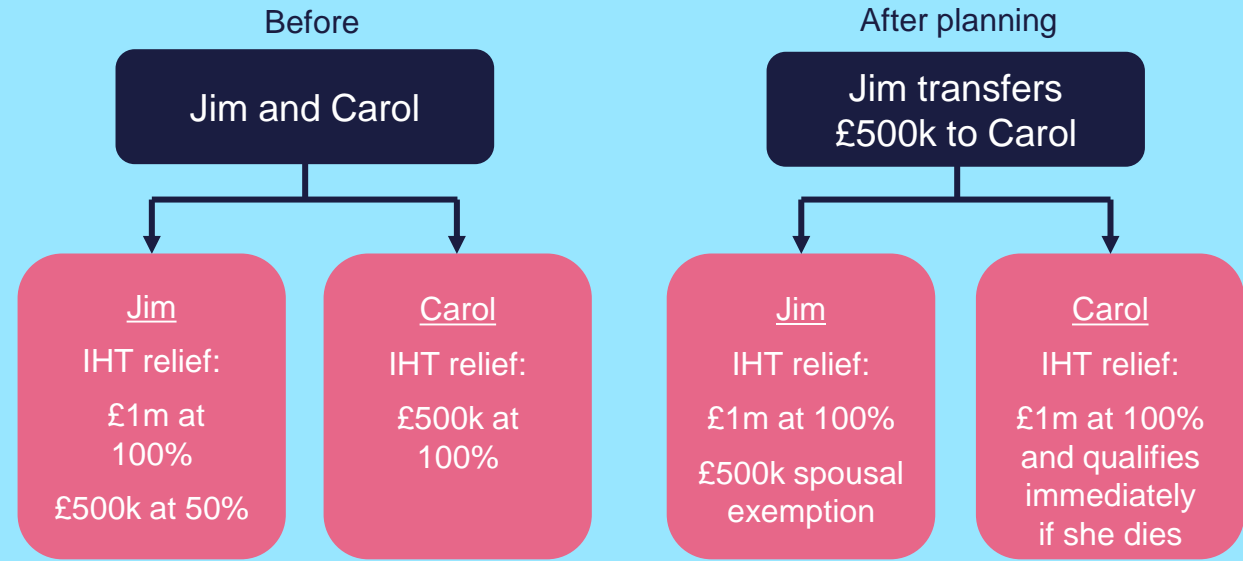 Before
Jim and Carol
Jim
IHT relief:
£1m at
100%
£500k at 50%
Carol
IHT relief:
£500k at
100%
After planning
Jim transfers
£500k to Carol
Jim
IHT relief:
£1m at 100%
£500k spousal
exemption
Carol
IHT relief:
£1m at 100%
and qualifies
immediately
if she dies